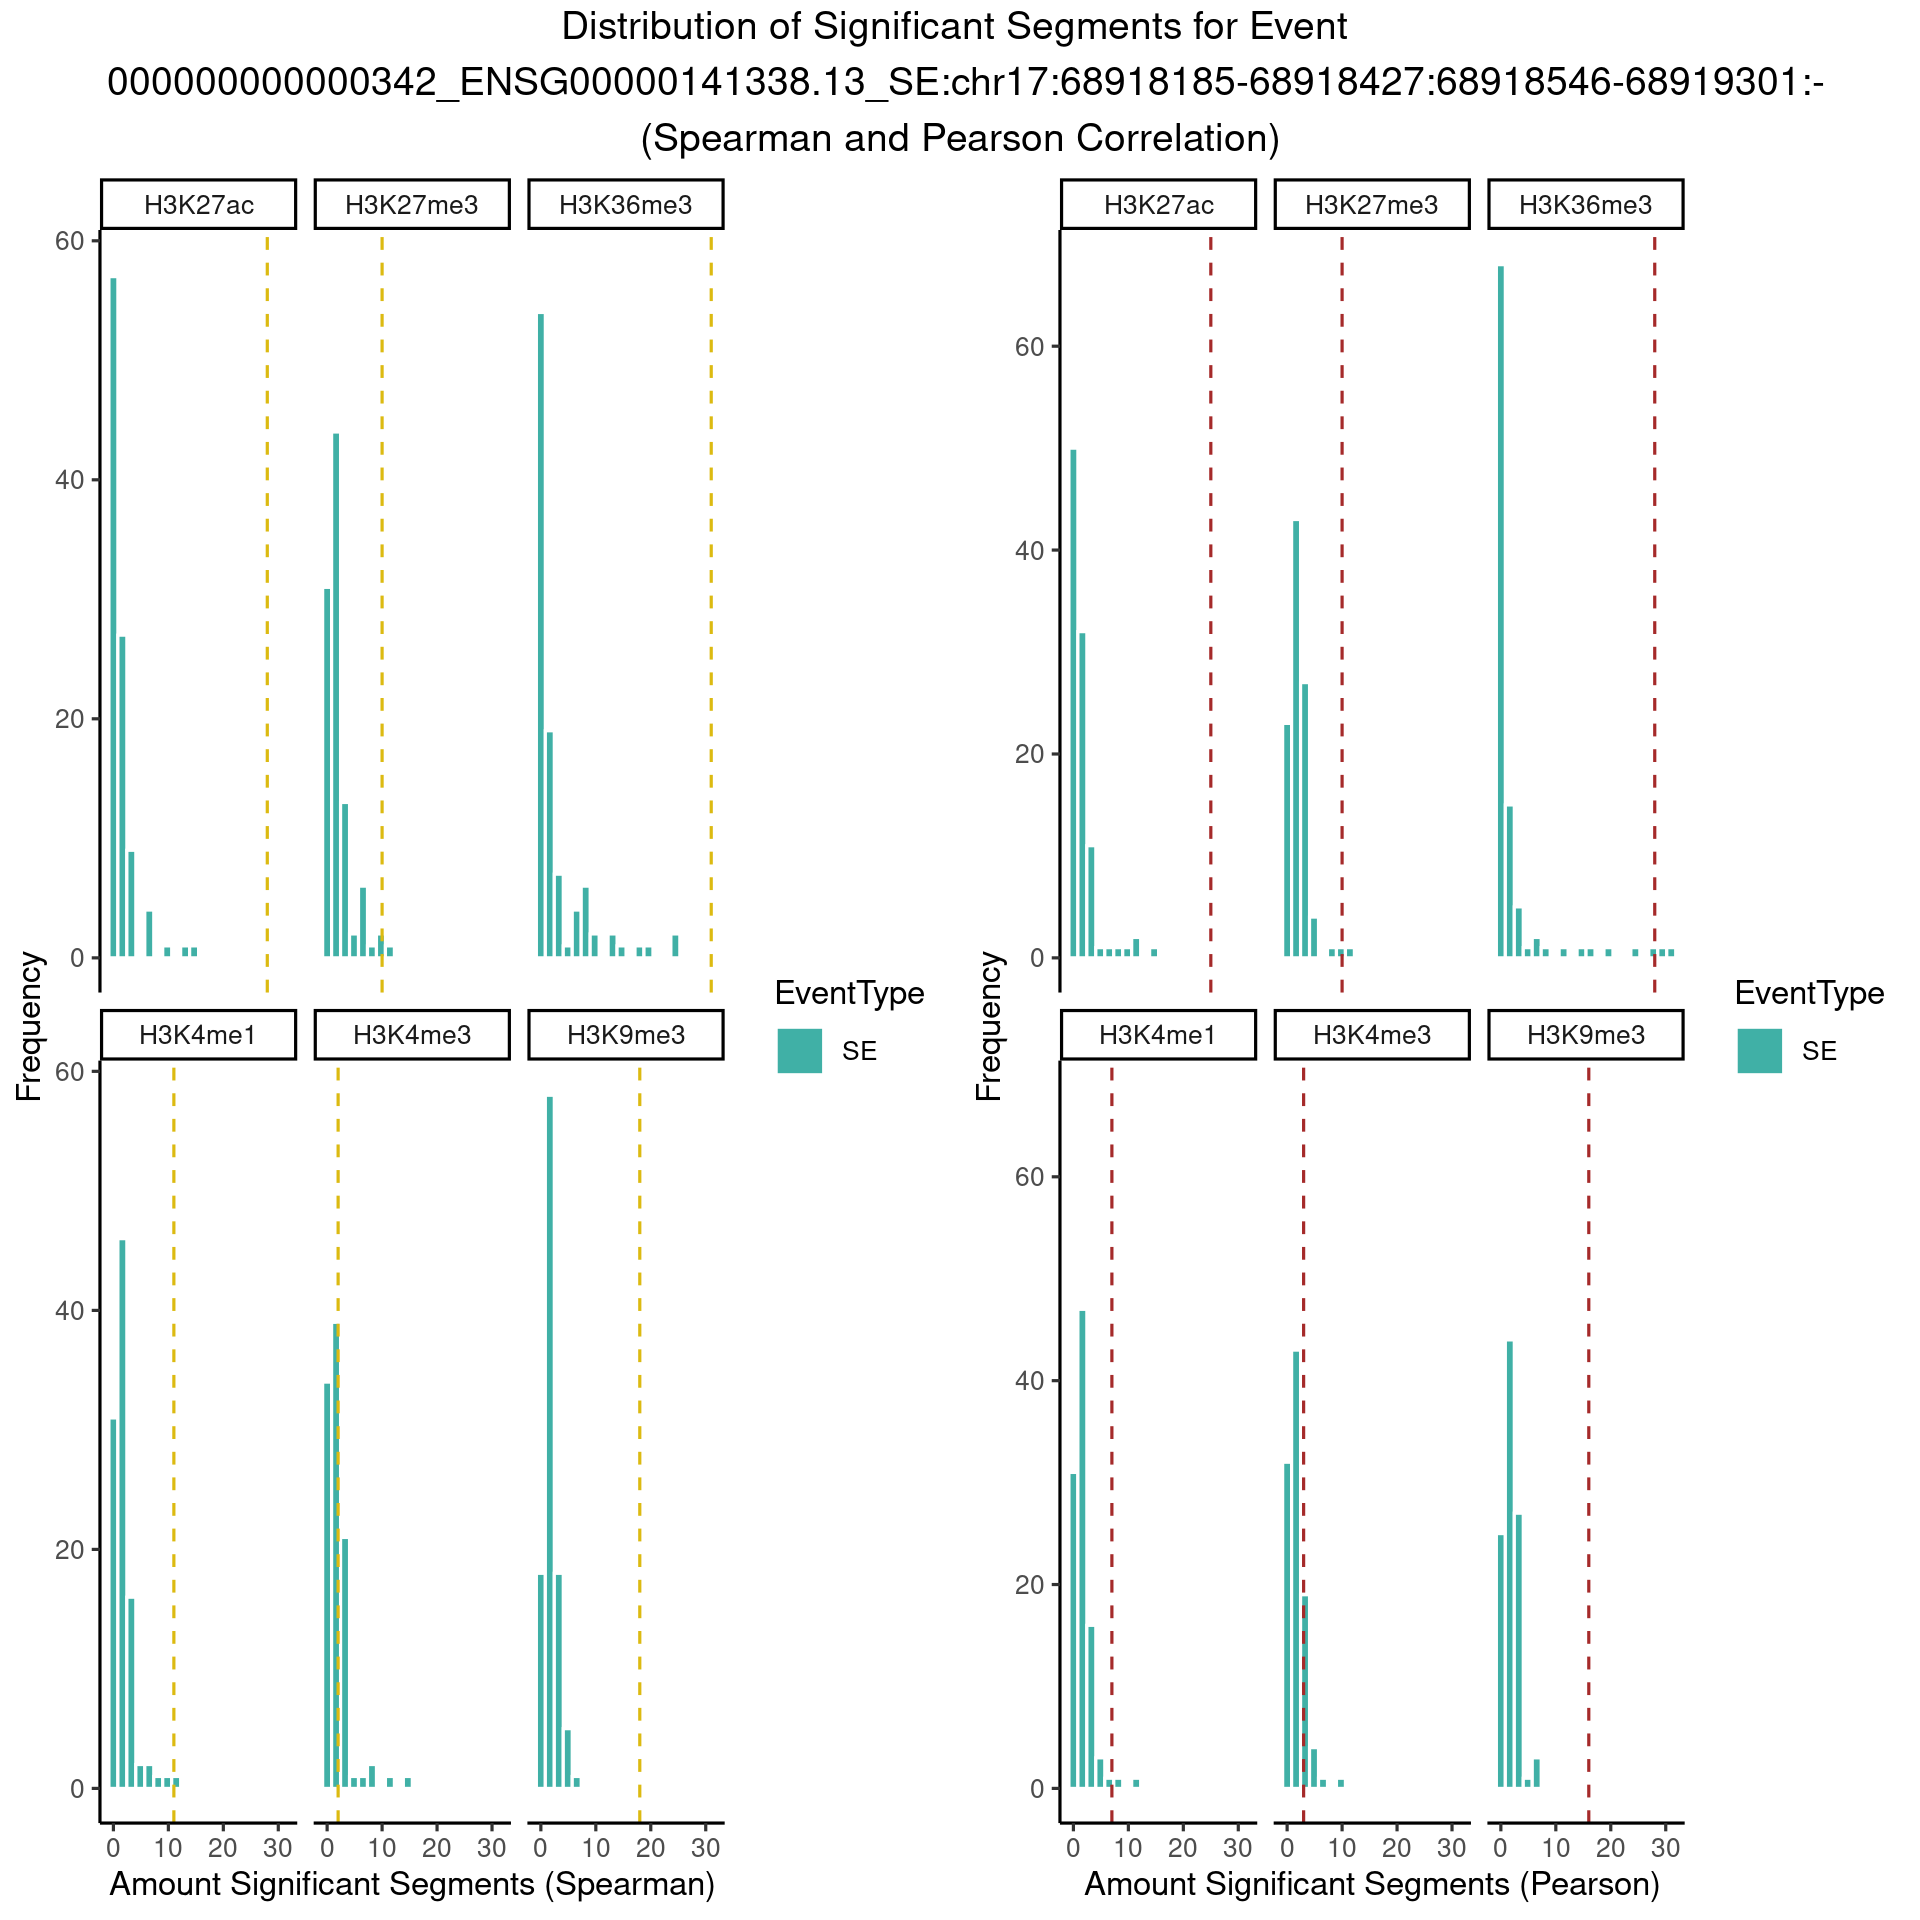 Distribution of Significant Segments for Event
000000000000342_ENSG00000141338.13_SE:chr17:68918185-68918427:68918546-68919301:-
(Spearman and Pearson Correlation)
H3K27ac H3K27me3 H3K36me3
60
40
20
0
H3K4me1 H3K4me3 H3K9me3
60
40
20
0
0 10 20 30 0 10 20 30 0 10 20 30
Amount Significant Segments (Spearman)
Frequency
EventType
SE
H3K27ac H3K27me3 H3K36me3
60
40
20
0
H3K4me1 H3K4me3 H3K9me3
60
40
20
0
0 10 20 30 0 10 20 30 0 10 20 30
Amount Significant Segments (Pearson)
Frequency
EventType
SE